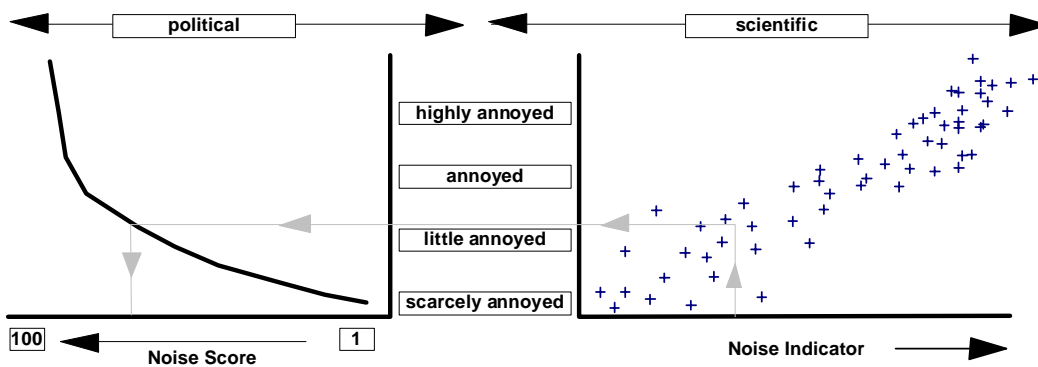 political
scientific
highly annoyed
annoyed
little annoyed
scarcely annoyed
100
1
Noise Score
Noise Indicator